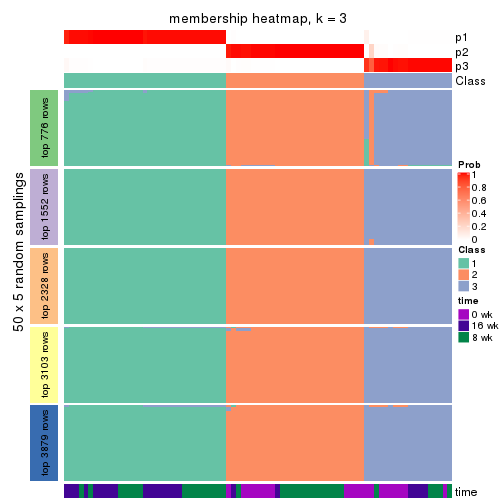 membership heatmap, k = 3
p1
p2
p3
Class
50 x 5 random samplings
top 776 rows
top 1552 rows
top 2328 rows
top 3103 rows
top 3879 rows
Prob
1
0.8
0.6
0.4
0.2
0
Class
1
2
3
time
0 wk
16 wk
8 wk
time